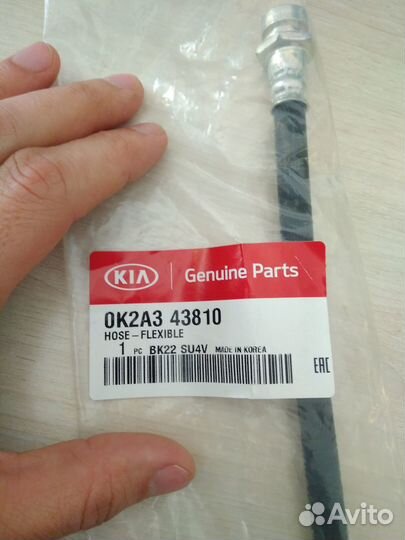 KIA Genuine Parts
0K2A3 43810
HOSE-FLEXIBLE
1 PC BK22 SU4V MADE IN KOREA
EAC
Avito